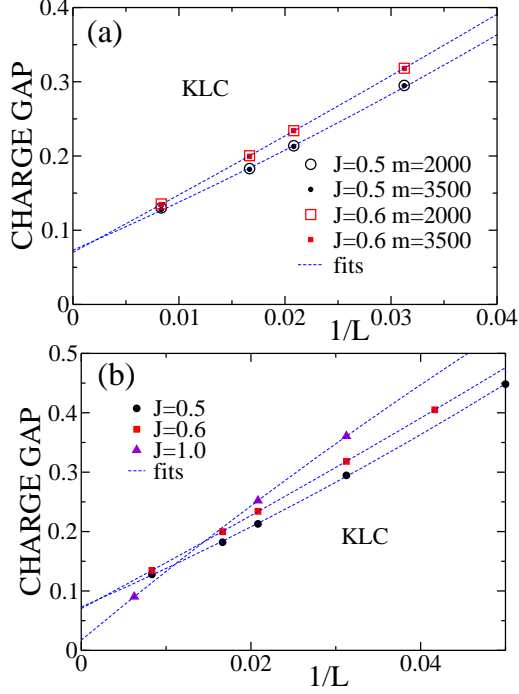 (a)
0.4
0.3
0.2
0.1
0
CHARGE GAP
KLC
J=0.5 m=2000
J=0.5 m=3500
J=0.6 m=2000
J=0.6 m=3500
fits
0
0.01
0.02
0.03
0.04
1/L
(b)
0.5
0.4
0.3
0.2
0.1
0
CHARGE GAP
J=0.5
J=0.6
J=1.0
fits
KLC
0
0.02
0.04
1/L